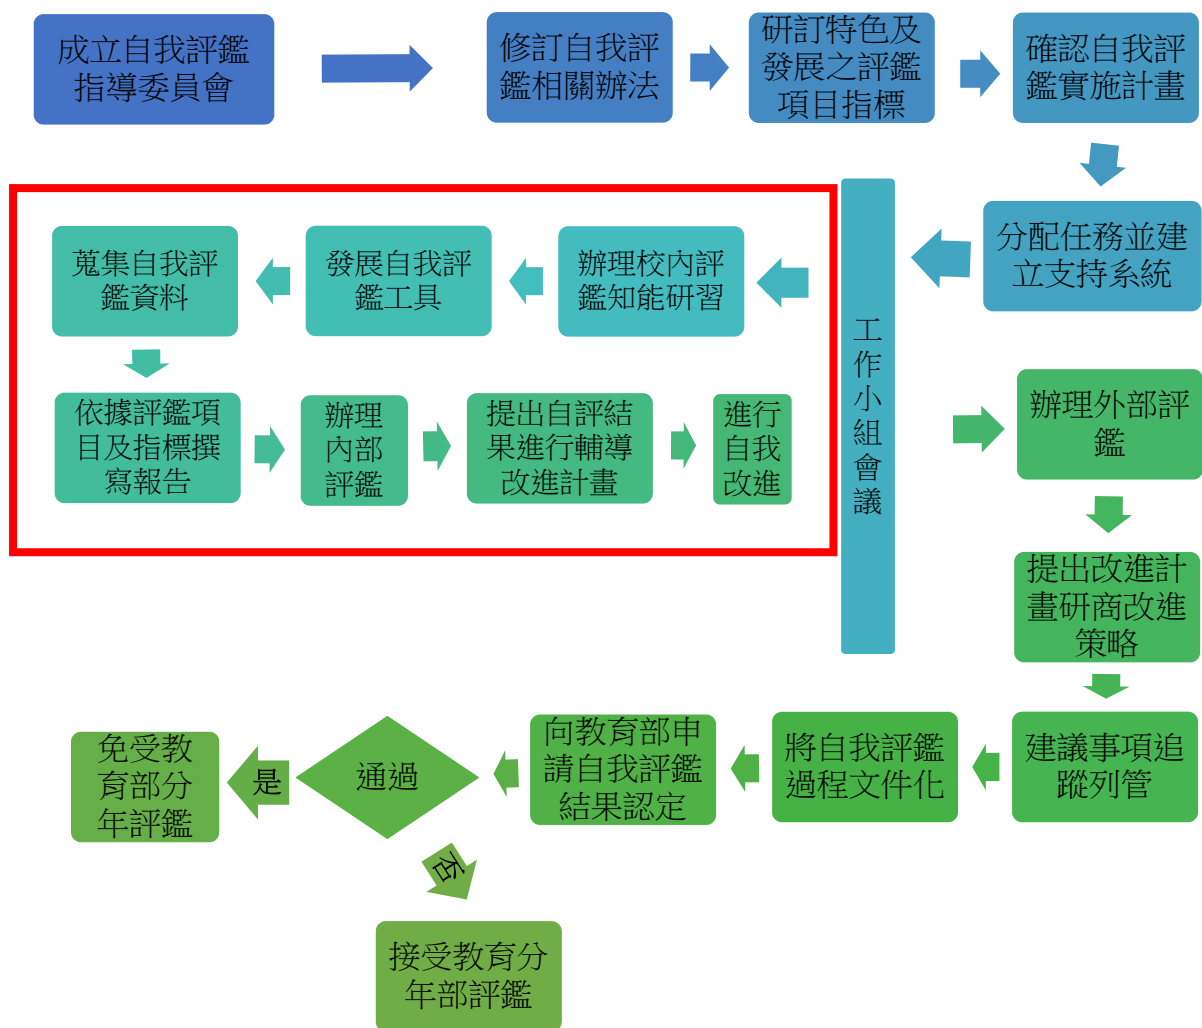 成立自我評鑑
指導委員會
修訂自我評
鑑相關辦法
研訂特色及
發展之評鑑
項目指標
確認自我評
鑑實施計畫
分配任務並建
立支持系統
工作小組會議
辦理校內評
鑑知能研習
發展自我評
鑑工具
蒐集自我評
鑑資料
依據評鑑項
目及指標撰
寫報告
辦理
內部
評鑑
提出自評結
果進行輔導
改進計畫
進行
自我
改進
辦理外部評
鑑
提出改進計
畫研商改進
策略
建議事項追
蹤列管
將自我評鑑
過程文件化
向教育部申
請自我評鑑
結果認定
通過
是
免受教
育部分
年評鑑
否
接受教育分
年部評鑑